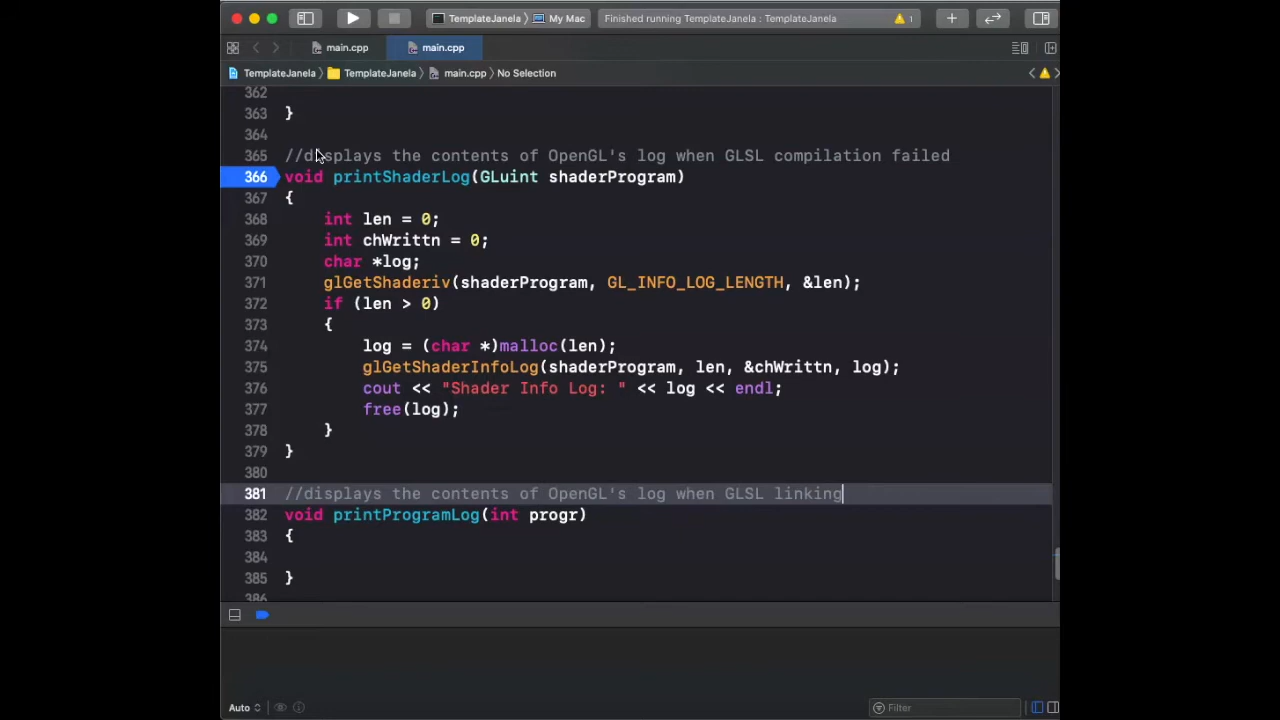 TemplateJanela 〉 My Mac
Finished running TemplateJanela : TemplateJanela
1
main.cpp
main.cpp
TemplateJanela 〉 TemplateJanela 〉 main.cpp 〉 No Selection
362
363 }
364
365 //displays the contents of OpenGL's log when GLSL compilation failed
366 void printShaderLog(GLuint shaderProgram)
367 {
368 int len = 0;
369 int chWrittn = 0;
370 char *log;
371 glGetShaderiv(shaderProgram, GL_INFO_LOG_LENGTH, &len);
372 if (len > 0)
373 {
374 log = (char *)malloc(len);
375 glGetShaderInfoLog(shaderProgram, len, &chWrittn, log);
376 cout << "Shader Info Log: " << log << endl;
377 free(log);
378 }
379 }
380
381 //displays the contents of OpenGL's log when GLSL linking
382 void printProgramLog(int progr)
383 {
384
385 }
386
Auto
Filter